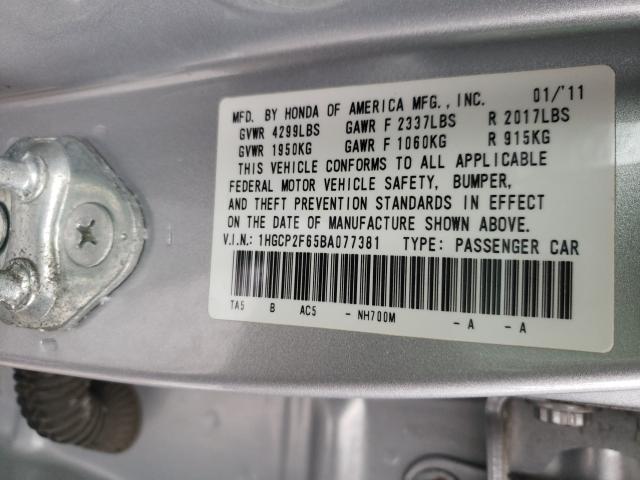 MFD. BY HONDA OF AMERICA MFG., INC. 01/'11
GVWR 4299LBS GAWR F 2337LBS R 2017LBS
GVWR 1950KG GAWR F 1060KG R 915KG
THIS VEHICLE CONFORMS TO ALL APPLICABLE
FEDERAL MOTOR VEHICLE SAFETY, BUMPER,
AND THEFT PREVENTION STANDARDS IN EFFECT
ON THE DATE OF MANUFACTURE SHOWN ABOVE.
V.I.N.: 1HGCP2F65BA077381 TYPE: PASSENGER CAR
TA5 B AC5 - NH700M - A - A